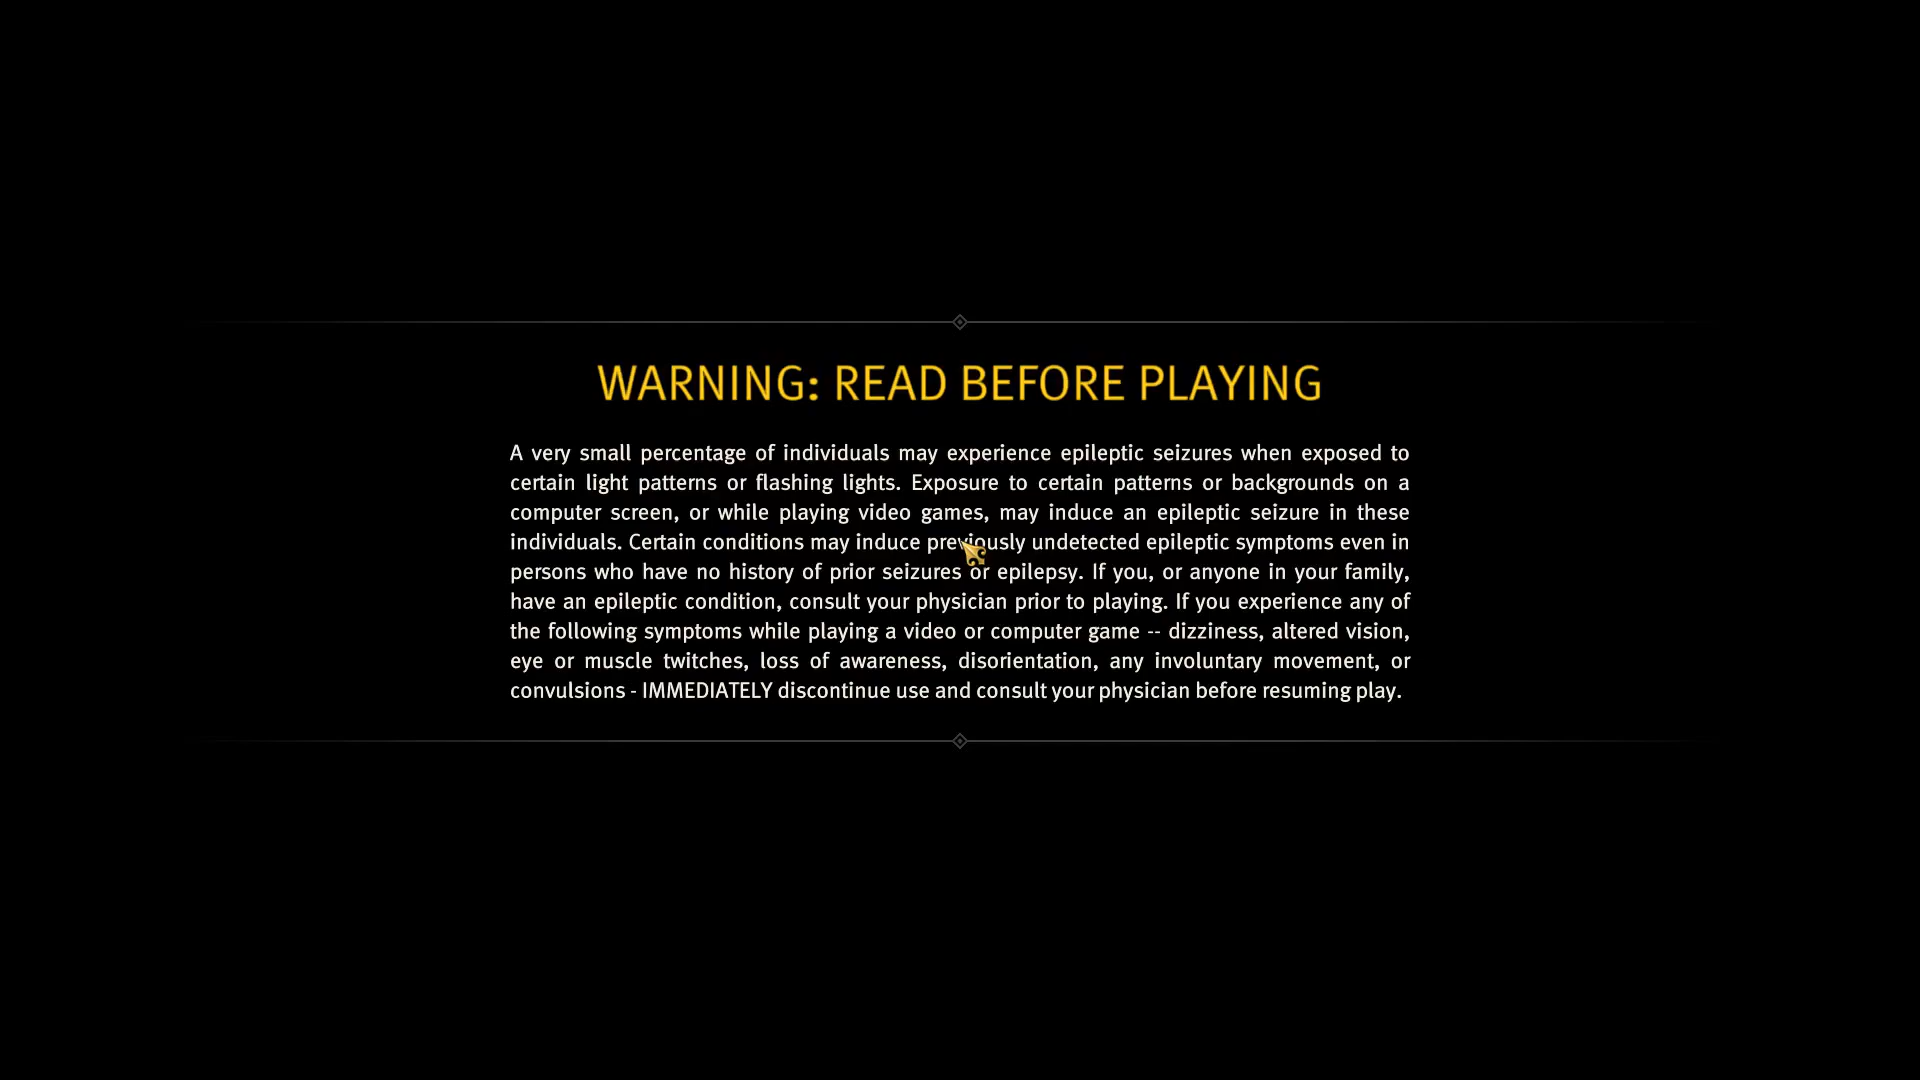 WARNING: READ BEFORE PLAYING
A very small percentage of individuals may experience epileptic seizures when exposed to
certain light patterns or flashing lights. Exposure to certain patterns or backgrounds on a
computer screen, or while playing video games, may induce an epileptic seizure in these
individuals. Certain conditions may induce previously undetected epileptic symptoms even in
persons who have no history of prior seizures or epilepsy. If you, or anyone in your family,
have an epileptic condition, consult your physician prior to playing. If you experience any of
the following symptoms while playing a video or computer game -- dizziness, altered vision,
eye or muscle twitches, loss of awareness, disorientation, any involuntary movement, or
convulsions - IMMEDIATELY discontinue use and consult your physician before resuming play.